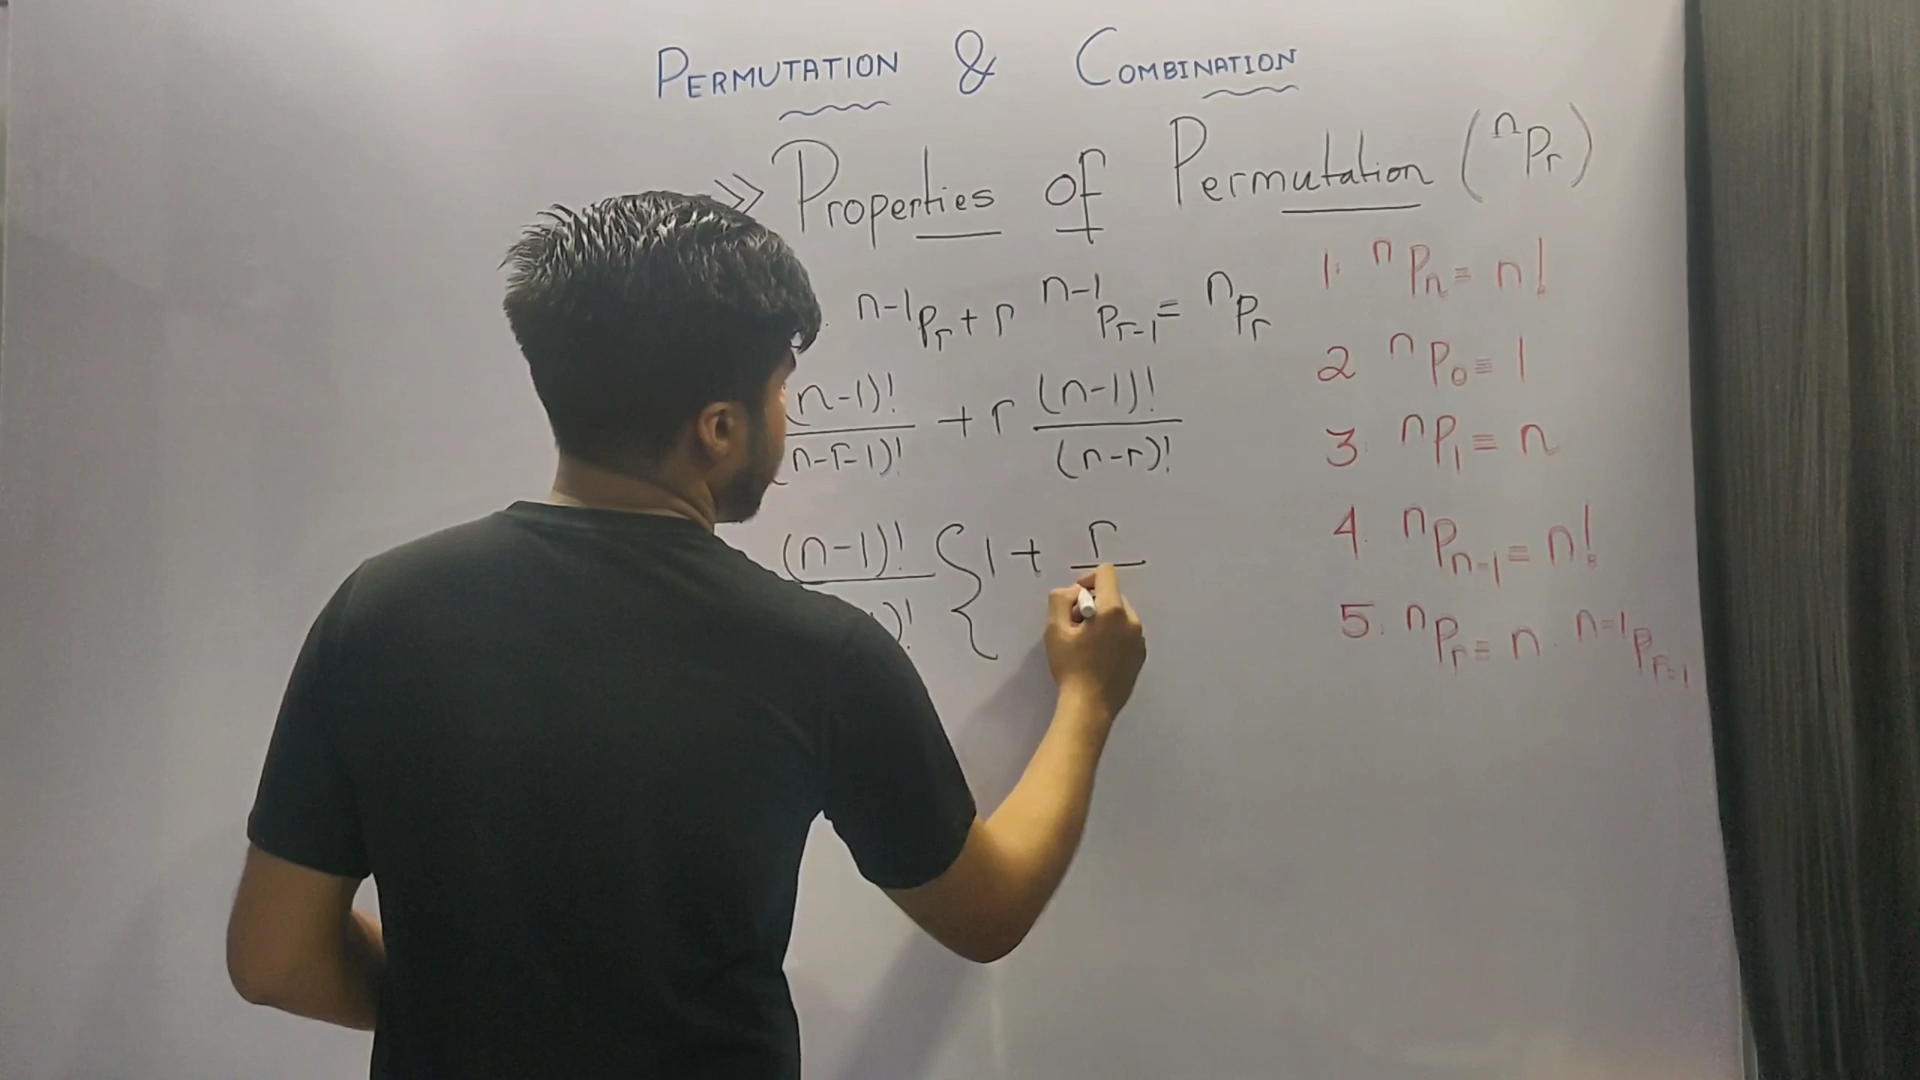 PERMUTATION & COMBINATION
>> Properties of Permutation (ⁿPᵣ)
. n-1Pᵣ + r n-1Pᵣ₋₁ = nPᵣ
(n-1)!/(n-r-1)! + r (n-1)!/(n-r)!
(n-1)!/)! { 1 + r/
1. ⁿPₙ = n!
2 ⁿP₀ = 1
3. ⁿP₁ = n
4. ⁿPₙ₋₁ = n!
5. ⁿPᵣ = n. ⁿ⁻¹Pᵣ₋₁